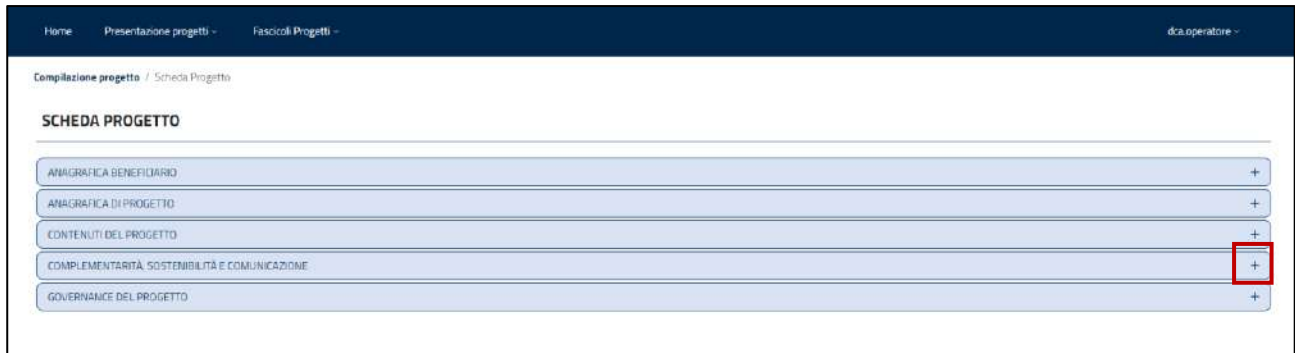 Home Presentazione progetti Fascicoli Progetti dca.operatore
Compilazione progetto / Scheda Progetto
SCHEDA PROGETTO
ANAGRAFICA BENEFICIARIO
ANAGRAFICA DI PROGETTO
CONTENUTI DEL PROGETTO
COMPLEMENTARITÀ, SOSTENIBILITÀ E COMUNICAZIONE
GOVERNANCE DEL PROGETTO